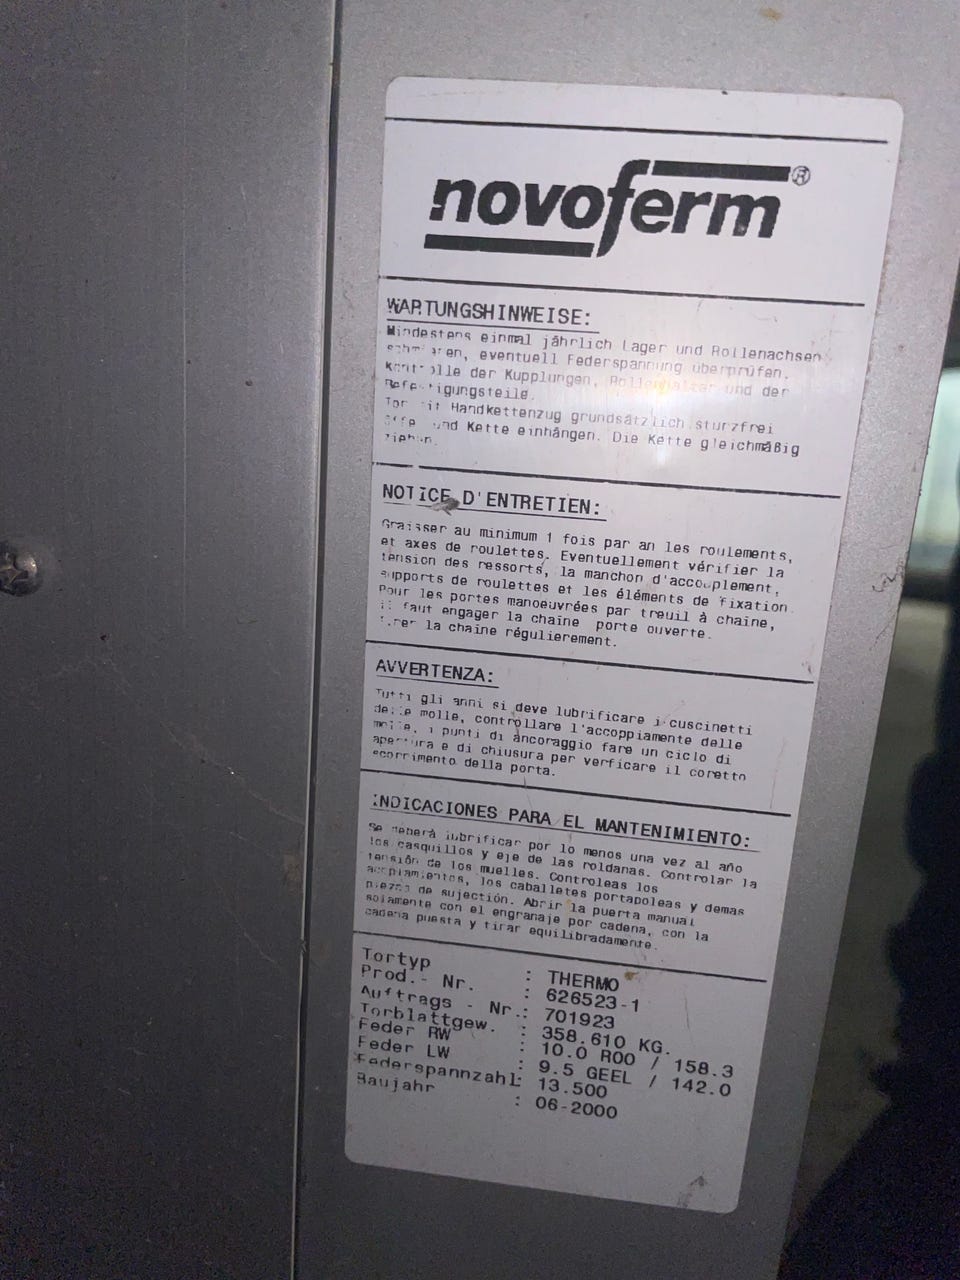 novoferm®
WARTUNGSHINWEISE:
Mindestens einmal jährlich Lager und Rollenachsen
schmieren, eventuell Federspannung überprüfen.
Kontrolle der Kupplungen, Rollenhalter und der
Befestigungsteile.
Tor mit Handkettenzug grundsätzlich sturzfrei
und Kette einhängen. Die Kette gleichmäßig
ziehen.
NOTICE D'ENTRETIEN:
Graisser au minimum 1 fois par an les roulements,
et axes de roulettes. Eventuellement vérifier la
tension des ressorts, la manchon d'accouplement,
supports de roulettes et les éléments de fixation.
Pour les portes manoeuvrées par treuil à chaine,
il faut engager la chaine porte ouverte.
Tirer la chaine régulierement.
AVVERTENZA:
Tutti gli anni si deve lubrificare i cuscinetti
delle molle, controllare l'accoppiamente delle
molle, i punti di ancoraggio fare un ciclo di
apertura e di chiusura per verficare il coretto
scorrimento della porta.
INDICACIONES PARA EL MANTENIMIENTO:
Se deberá lubrificar por lo menos una vez al año
los casquillos y eje de las roldanas. Controlar la
tensión de los muelles. Controleas los
acoplamientos, los caballetes portapoleas y demas
piezas de sujección. Abrir la puerta manual
solamente con el engranaje por cadena, con la
cadena puesta y tirar equilibradamente.
Tortyp : THERMO
Prod.- Nr. : 626523-1
Auftrags - Nr.: 701923
Torblattgew. : 358.610 KG.
Feder RW : 10.0 ROO / 158.3
Feder LW : 9.5 GEEL / 142.0
Federspannzahl: 13.500
Baujahr : 06-2000